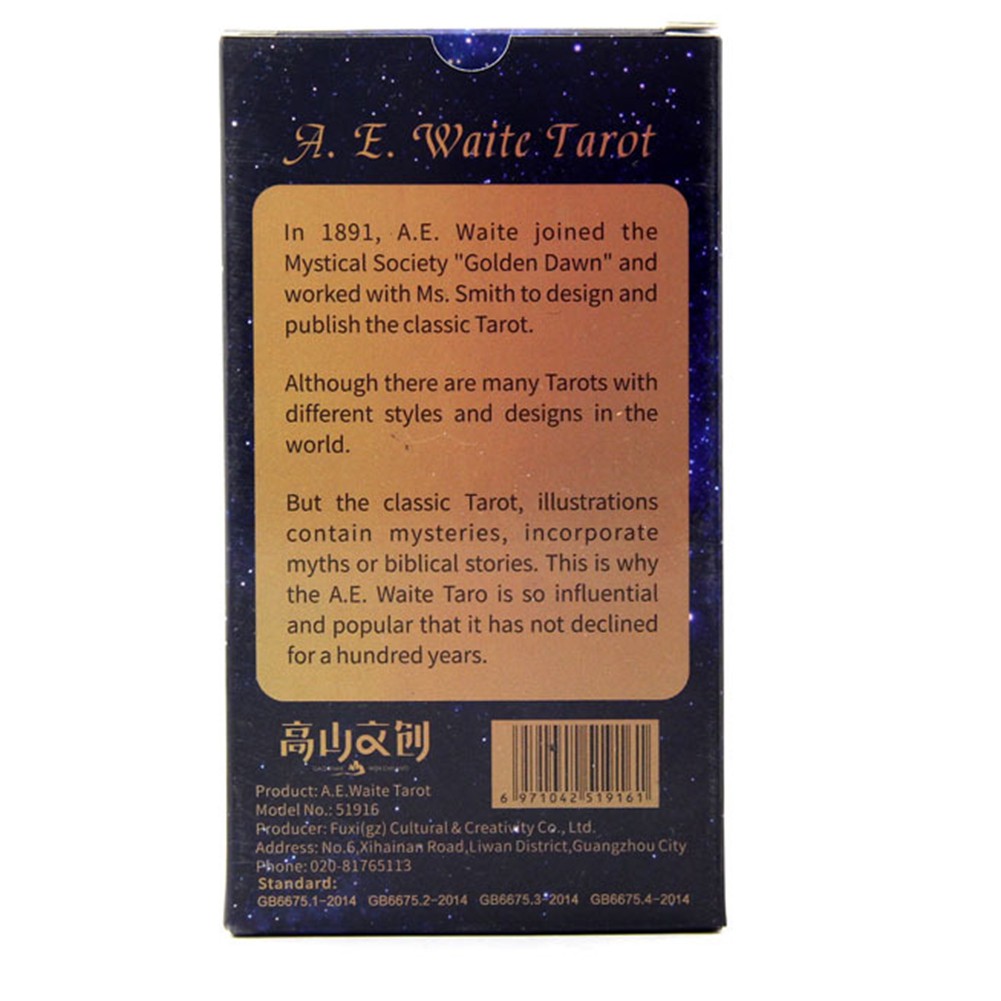 A. E. Waite Tarot
In 1891, A.E. Waite joined the
Mystical Society "Golden Dawn" and
worked with Ms. Smith to design and
publish the classic Tarot.
Although there are many Tarots with
different styles and designs in the
world.
But the classic Tarot, illustrations
contain mysteries, incorporate
myths or biblical stories. This is why
the A.E. Waite Taro is so influential
and popular that it has not declined
for a hundred years.
高山文创
6 971042 519161
Product: A.E.Waite Tarot
Model No.: 51916
Producer: Fuxi(gz) Cultural & Creativity Co., Ltd.
Address: No.6,Xihainan Road,Liwan District,Guangzhou City
Phone: 020-81765113
Standard:
GB6675.1-2014 GB6675.2-2014 GB6675.3-2014 GB6675.4-2014